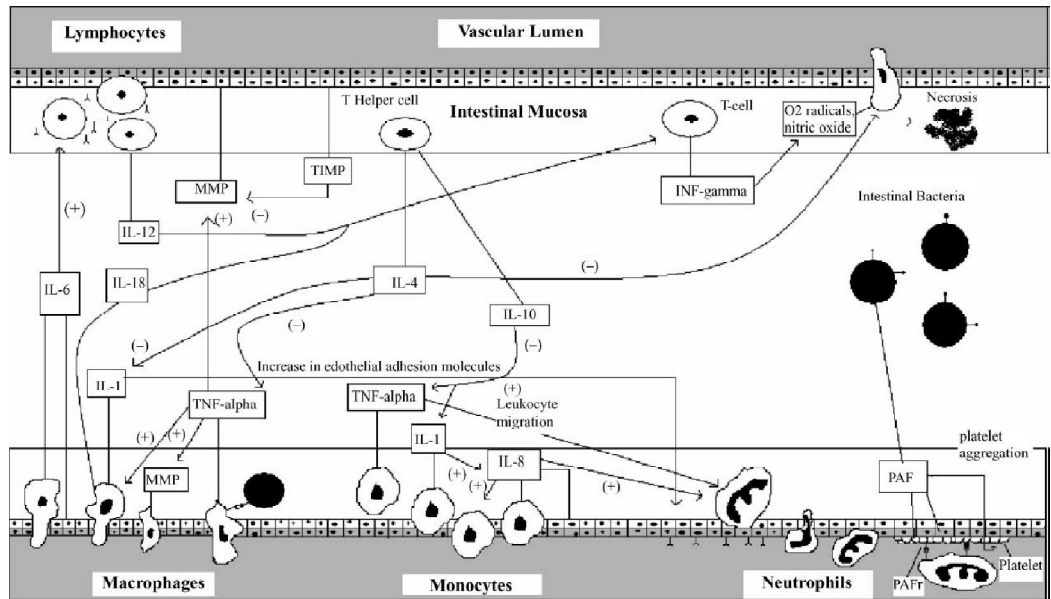 Lymphocytes
Vascular Lumen
T Helper cell
Intestinal Mucosa
T-cell
O2 radicals,
nitric oxide
Necrosis
MMP
TIMP
INF-gamma
(+)
(+)
(–)
IL-12
Intestinal Bacteria
IL-6
IL-18
IL-4
(–)
IL-10
(–)
(–)
(–)
Increase in edothelial adhesion molecules
IL-1
TNF-alpha
TNF-alpha
(+)
Leukocyte
migration
(+)
(+)
IL-1
platelet
aggregation
MMP
(+)
IL-8
(+)
(+)
PAF
Macrophages
Monocytes
Neutrophils
PAFr
Platelet